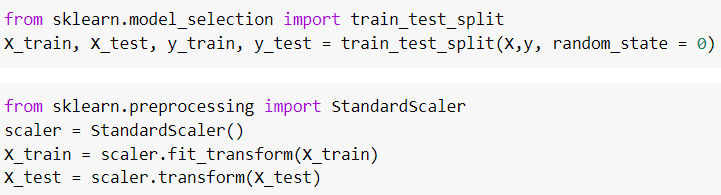 from sklearn.model_selection import train_test_split
X_train, X_test, y_train, y_test = train_test_split(X,y, random_state = 0)
from sklearn.preprocessing import StandardScaler
scaler = StandardScaler()
X_train = scaler.fit_transform(X_train)
X_test = scaler.transform(X_test)